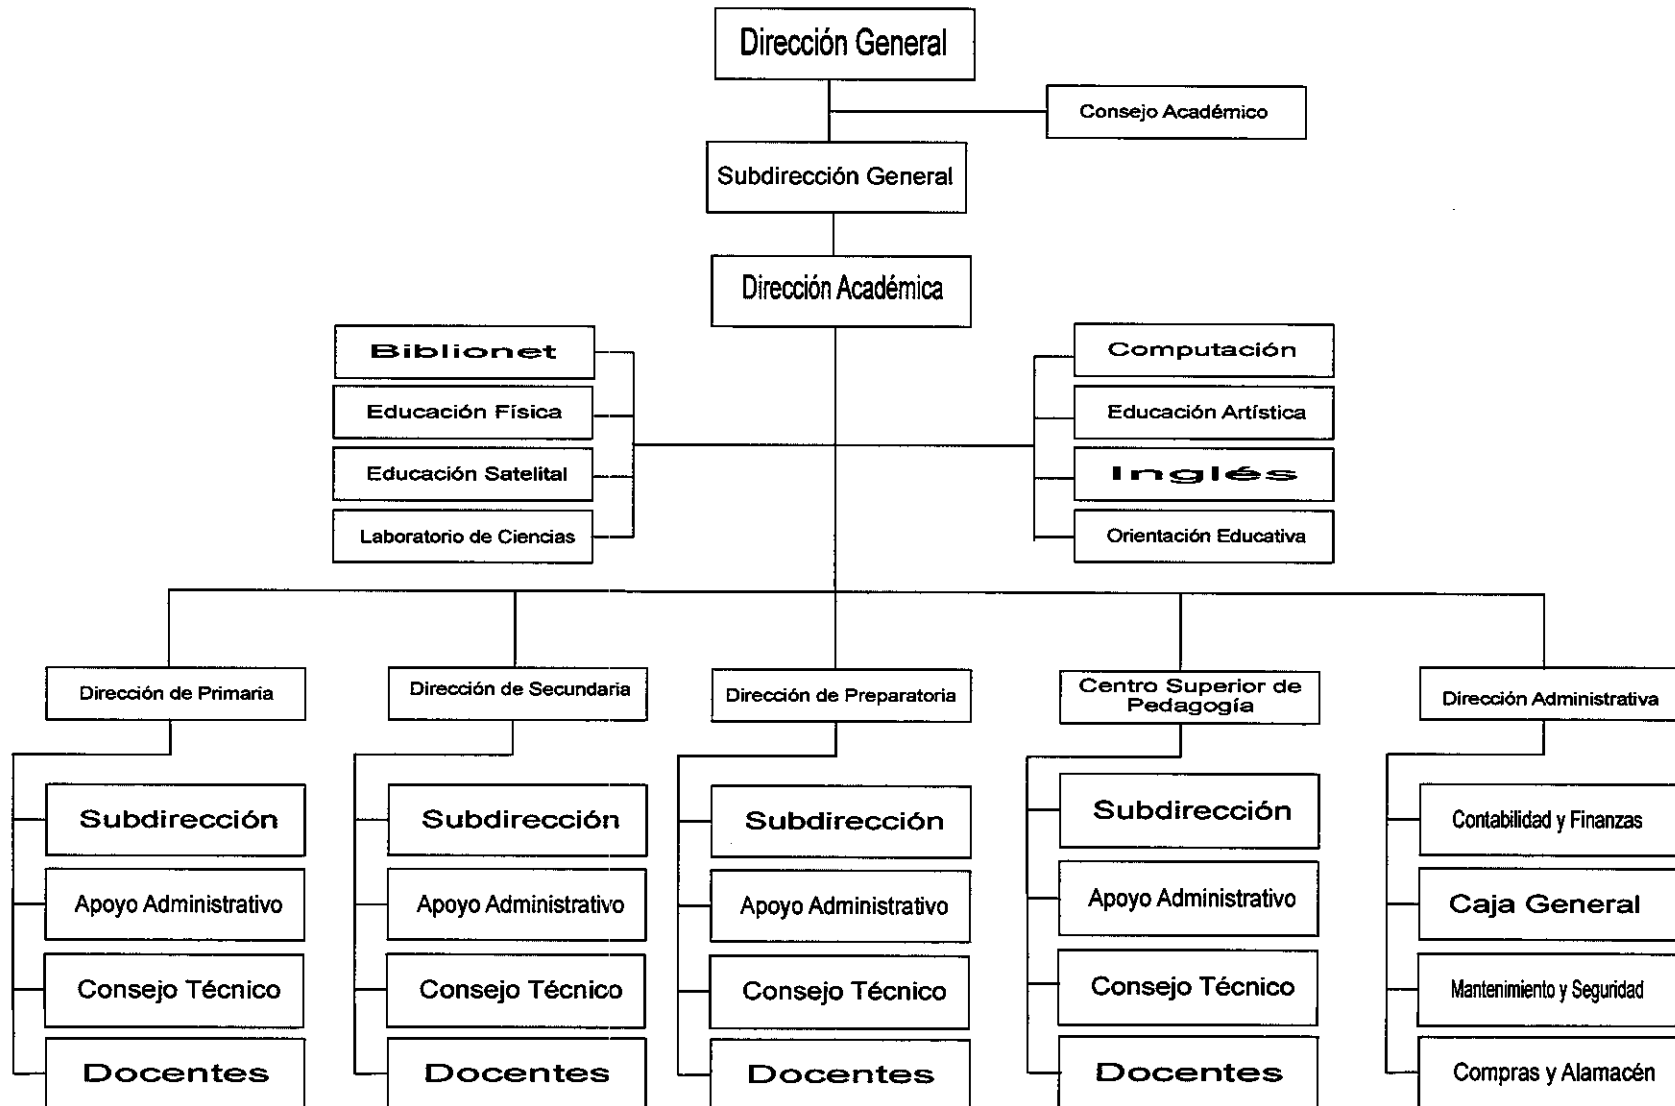 Dirección General
Consejo Académico
Subdirección General
Dirección Académica
Biblionet
Computación
Educación Física
Educación Artística
Educación Satelital
Inglés
Laboratorio de Ciencias
Orientación Educativa
Dirección de Primaria
Dirección de Secundaria
Dirección de Preparatoria
Centro Superior de
Pedagogía
Dirección Administrativa
Subdirección
Apoyo Administrativo
Consejo Técnico
Docentes
Subdirección
Apoyo Administrativo
Consejo Técnico
Docentes
Subdirección
Apoyo Administrativo
Consejo Técnico
Docentes
Subdirección
Apoyo Administrativo
Consejo Técnico
Docentes
Contabilidad y Finanzas
Caja General
Mantenimiento y Seguridad
Compras y Alamacén